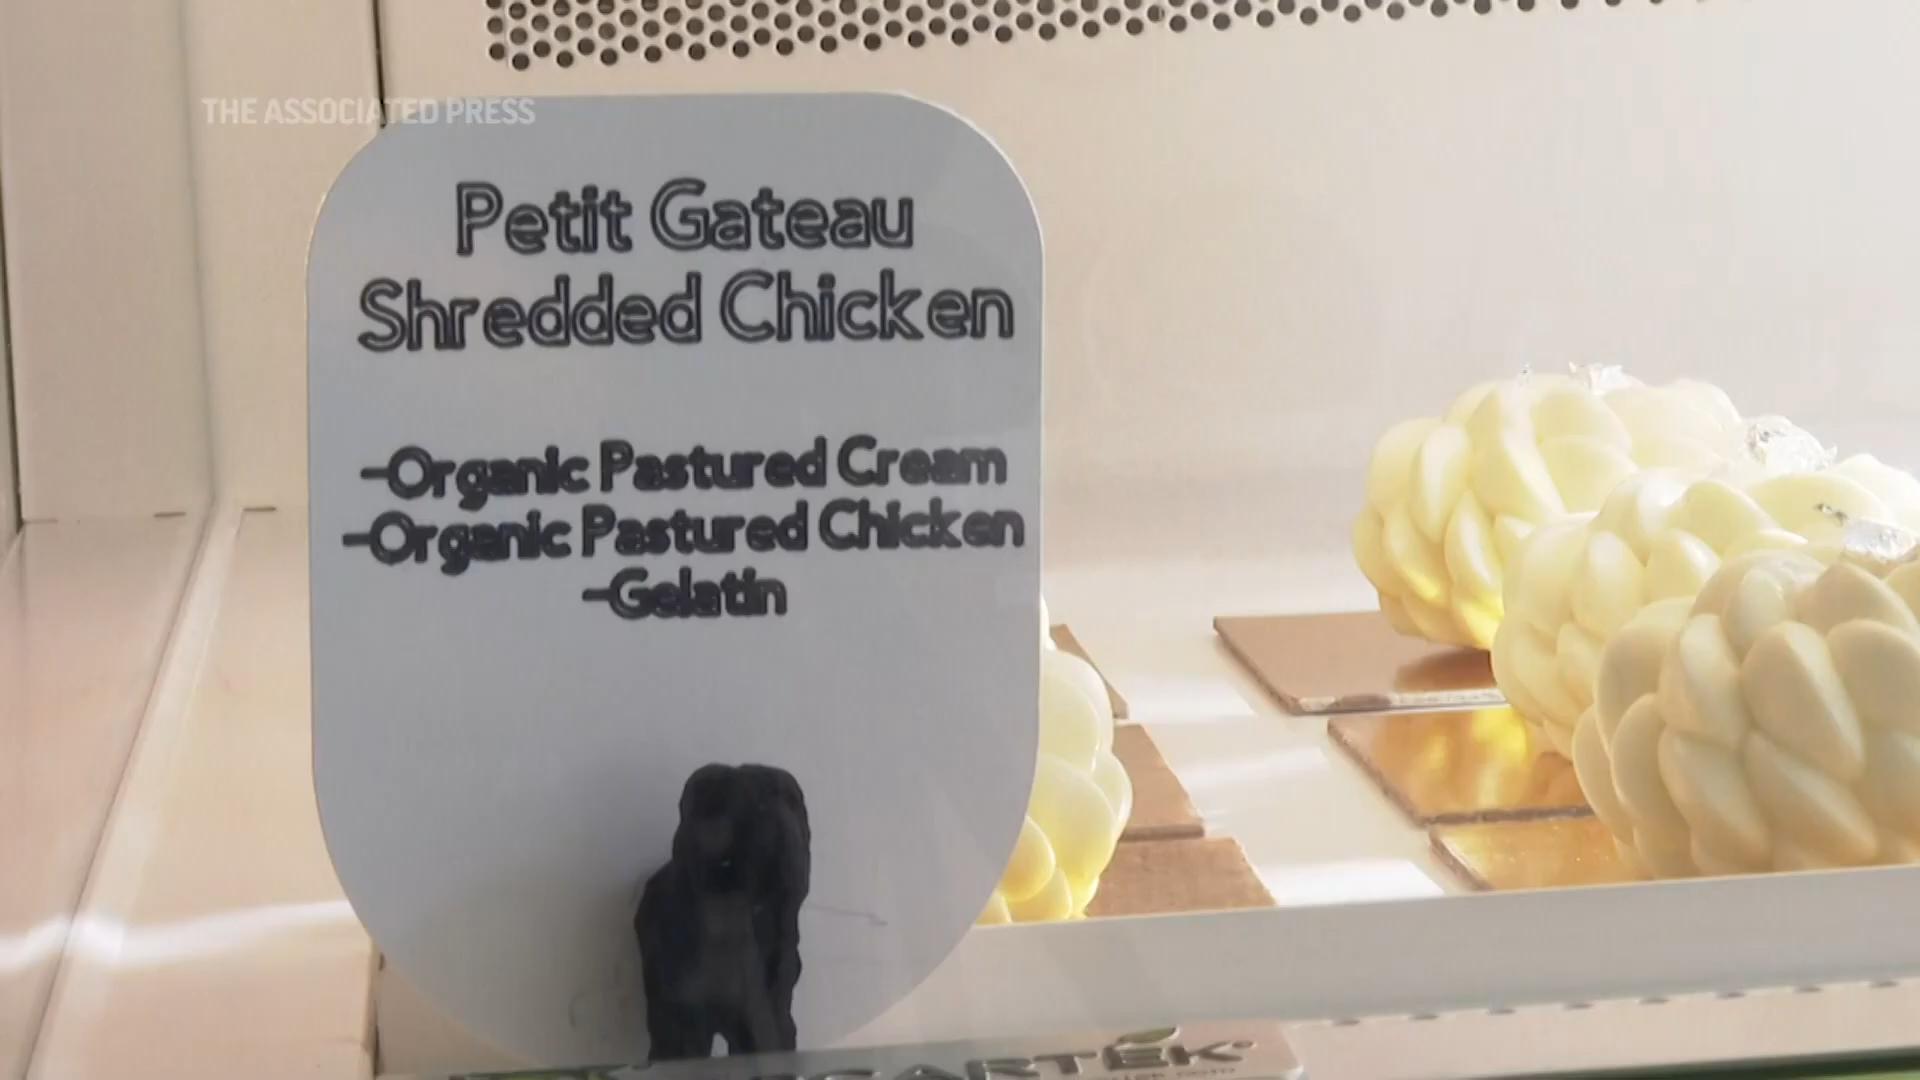 THE ASSOCIATED PRESS
Petit Gateau
Shredded Chicken
-Organic Pastured Cream
-Organic Pastured Chicken
-Gelatin